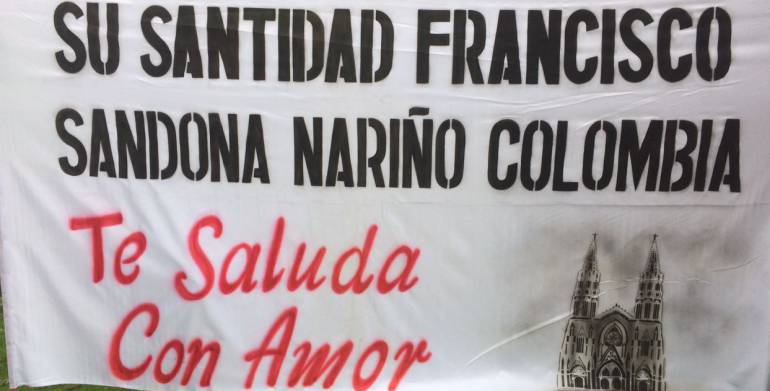 SU SANTIDAD FRANCISCO
SANDONA NARIÑO COLOMBIA
Te Saluda
Con Amor